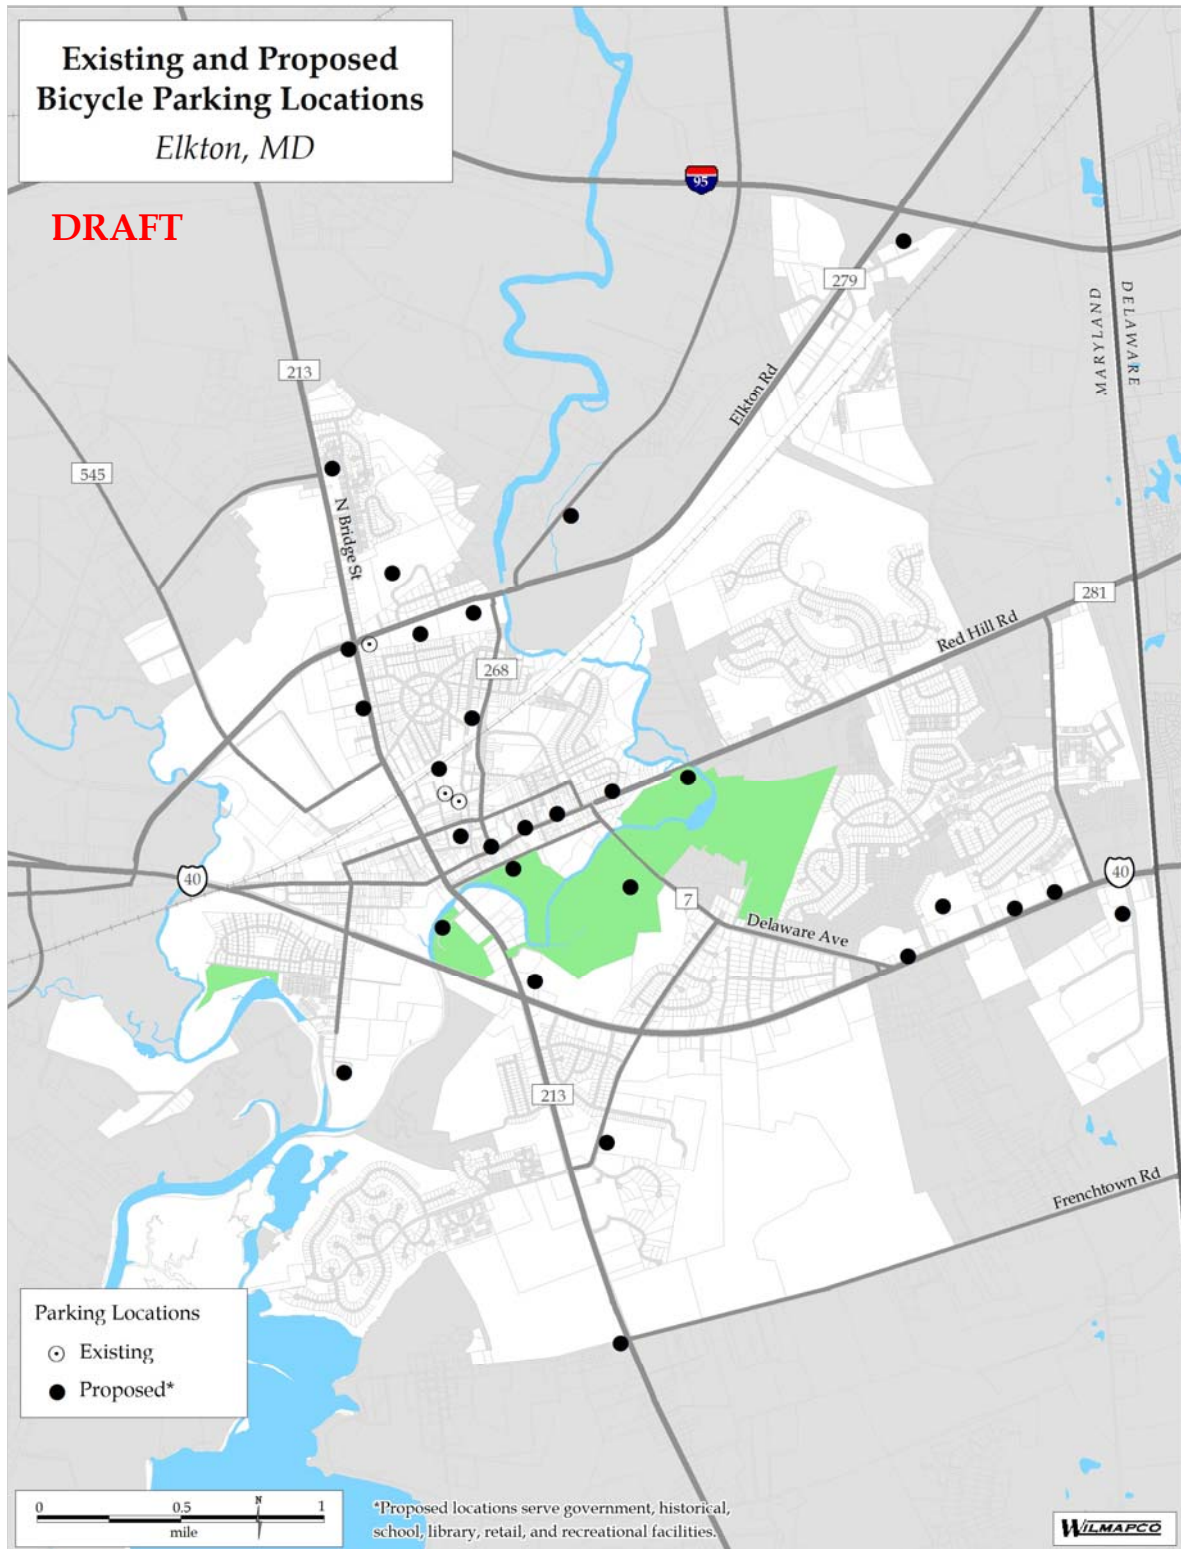 Existing and Proposed
Bicycle Parking Locations
Elkton, MD
DRAFT
95
279
DELAWARE
MARYLAND
213
Elkton Rd
545
N Bridge St
281
Red Hill Rd
268
40
40
7
Delaware Ave
213
Frenchtown Rd
Parking Locations
Existing
Proposed*
0 0.5 N 1
mile
*Proposed locations serve government, historical,
school, library, retail, and recreational facilities.
WILMAPCO